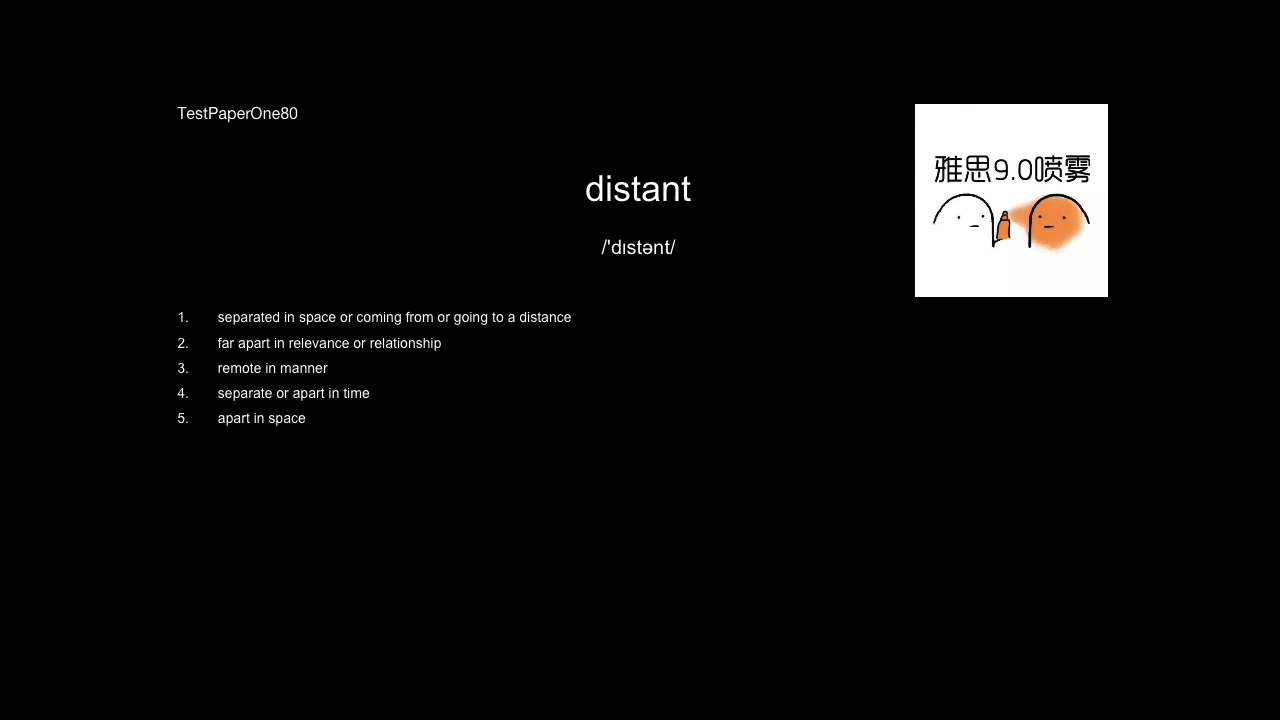 TestPaperOne80
雅思9.0喷雾
distant
/'dɪstənt/
1. separated in space or coming from or going to a distance
2. far apart in relevance or relationship
3. remote in manner
4. separate or apart in time
5. apart in space